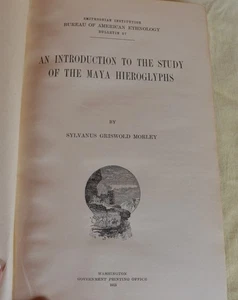 SMITHSONIAN INSTITUTION
BUREAU OF AMERICAN ETHNOLOGY
BULLETIN 57
AN INTRODUCTION TO THE STUDY
OF THE MAYA HIEROGLYPHS
BY
SYLVANUS GRISWOLD MORLEY
WASHINGTON
GOVERNMENT PRINTING OFFICE